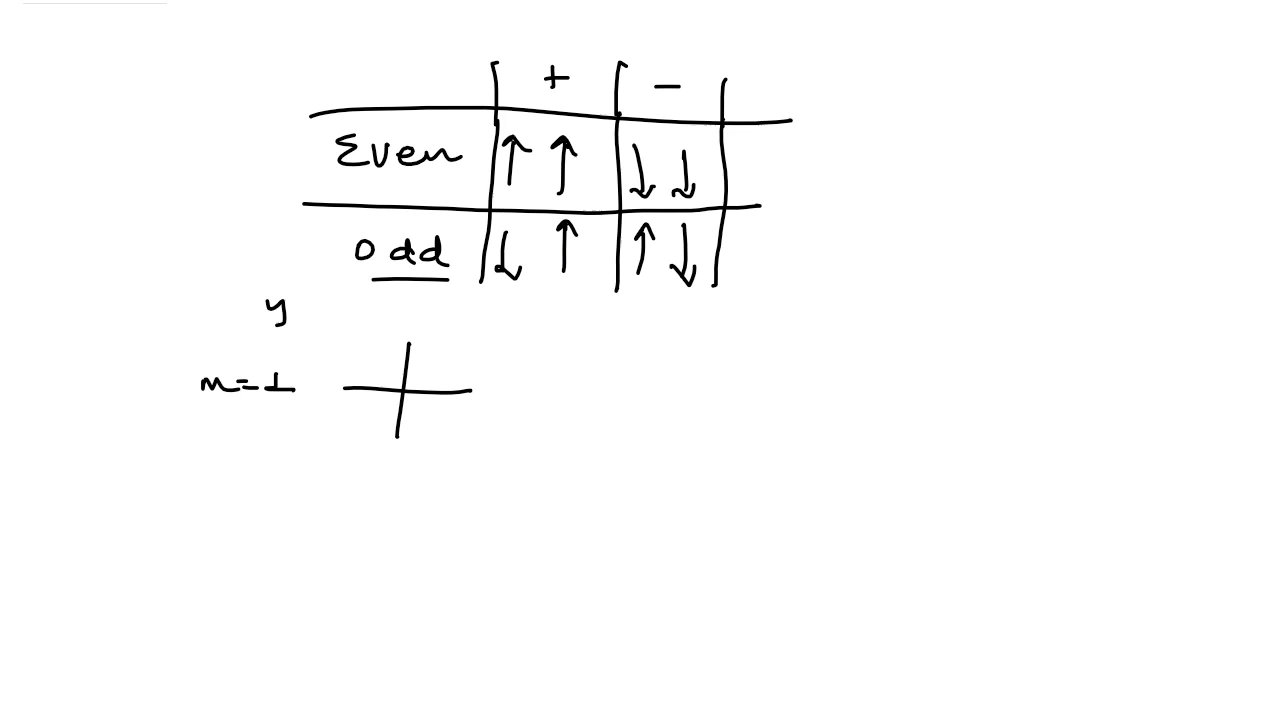 + −
Even ↑ ↑ ↓ ↓
Odd ↓ ↑ ↑ ↓
y
m=1